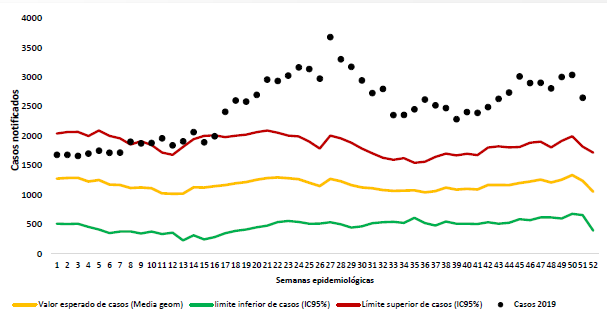 Casos notificados
4000
3500
3000
2500
2000
1500
1000
500
0
1 2 3 4 5 6 7 8 9 10 11 12 13 14 15 16 17 18 19 20 21 22 23 24 25 26 27 28 29 30 31 32 33 34 35 36 37 38 39 40 41 42 43 44 45 46 47 48 49 50 51 52
Semanas epidemiológicas
Valor esperado de casos (Media geom) limite inferior de casos (IC95%) Límite superior de casos (IC95%) Casos 2019